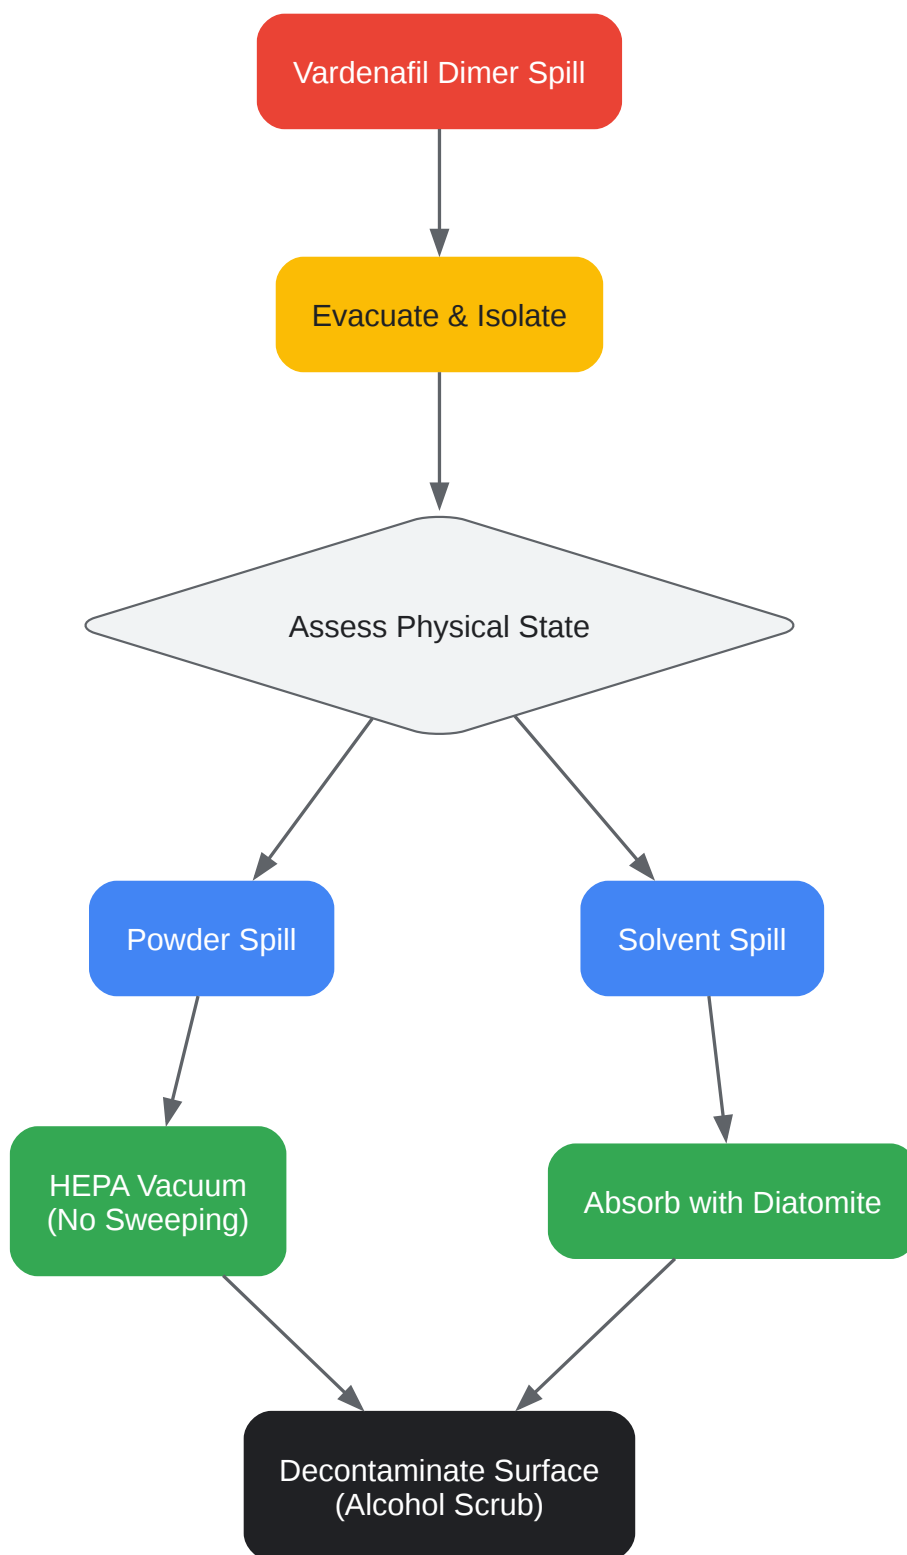 Vardenafil Dimer Spill
Evacuate & Isolate
Assess Physical State
Powder Spill
Solvent Spill
HEPA Vacuum
(No Sweeping)
Absorb with Diatomite
Decontaminate Surface
(Alcohol Scrub)